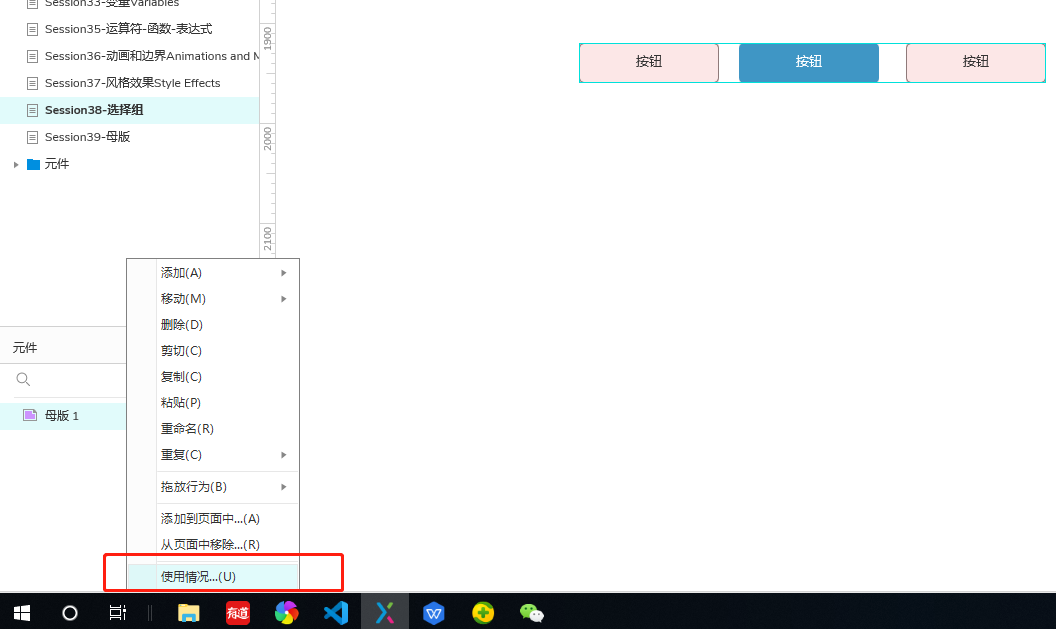 Session33-变量Variables
Session35-运算符-函数-表达式
Session36-动画和边界Animations and M
Session37-风格效果Style Effects
Session38-选择组
Session39-母版
元件
1900
2000
2100
按钮
按钮
按钮
元件
母版 1
添加(A)
移动(M)
删除(D)
剪切(C)
复制(C)
粘贴(P)
重命名(R)
重复(C)
拖放行为(B)
添加到页面中...(A)
从页面中移除...(R)
使用情况...(U)
有道
W